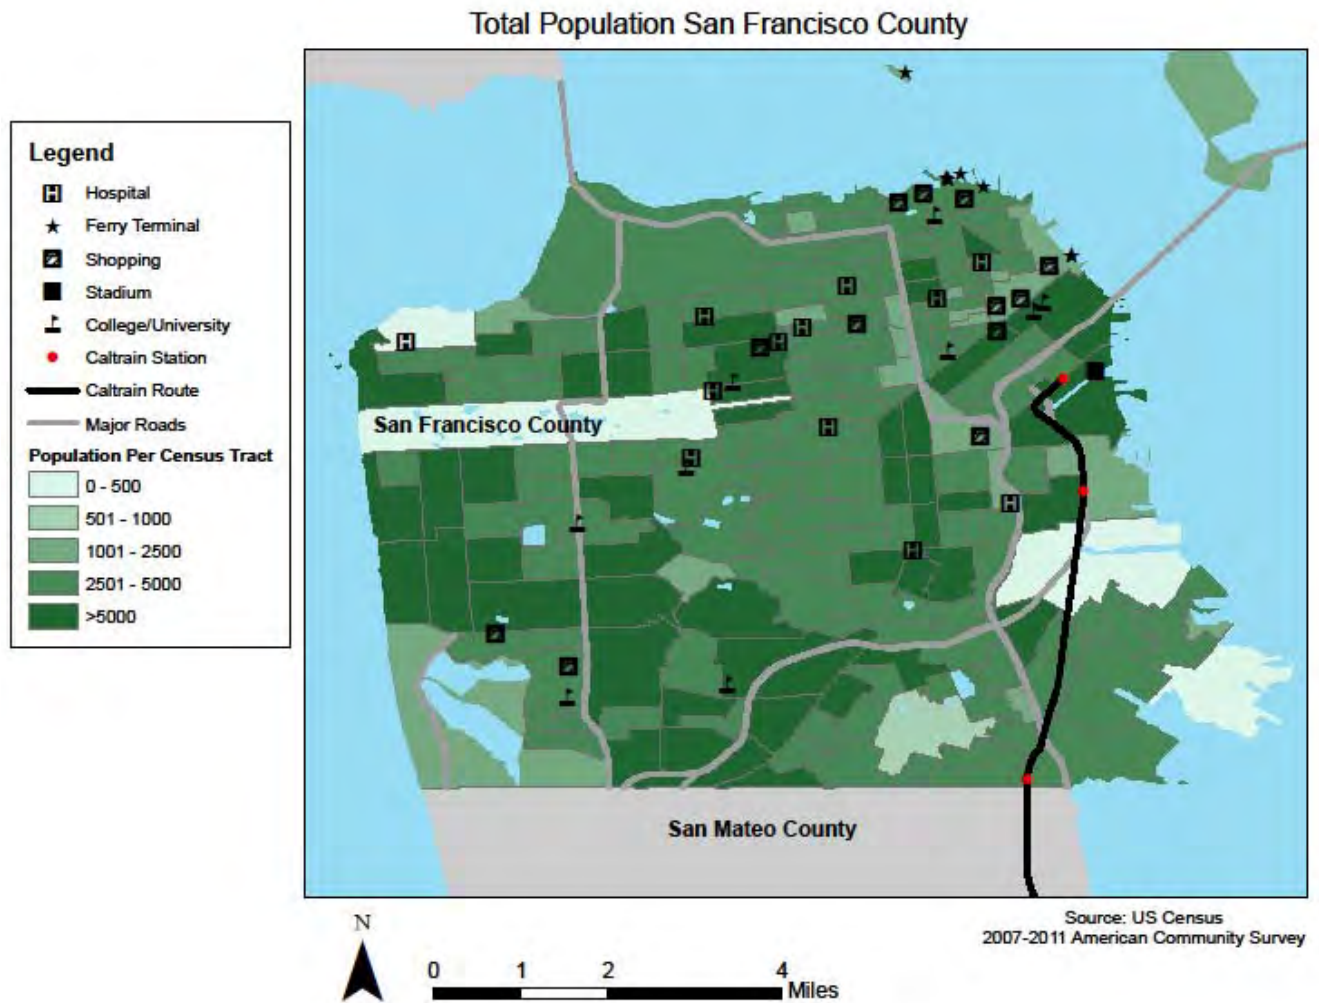 Total Population San Francisco County
Legend
Hospital
Ferry Terminal
Shopping
Stadium
College/University
Caltrain Station
Caltrain Route
Major Roads
Population Per Census Tract
0 - 500
501 - 1000
1001 - 2500
2501 - 5000
>5000
San Francisco County
San Mateo County
Source: US Census
2007-2011 American Community Survey
N
0 1 2 4
Miles